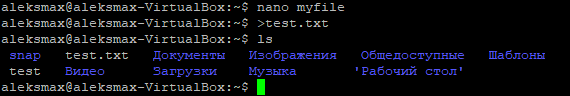 aleksmax@aleksmax-VirtualBox:~$ nano myfile
aleksmax@aleksmax-VirtualBox:~$ >test.txt
aleksmax@aleksmax-VirtualBox:~$ ls
snap test.txt Документы Изображения Общедоступные Шаблоны
test Видео Загрузки Музыка 'Рабочий стол'
aleksmax@aleksmax-VirtualBox:~$